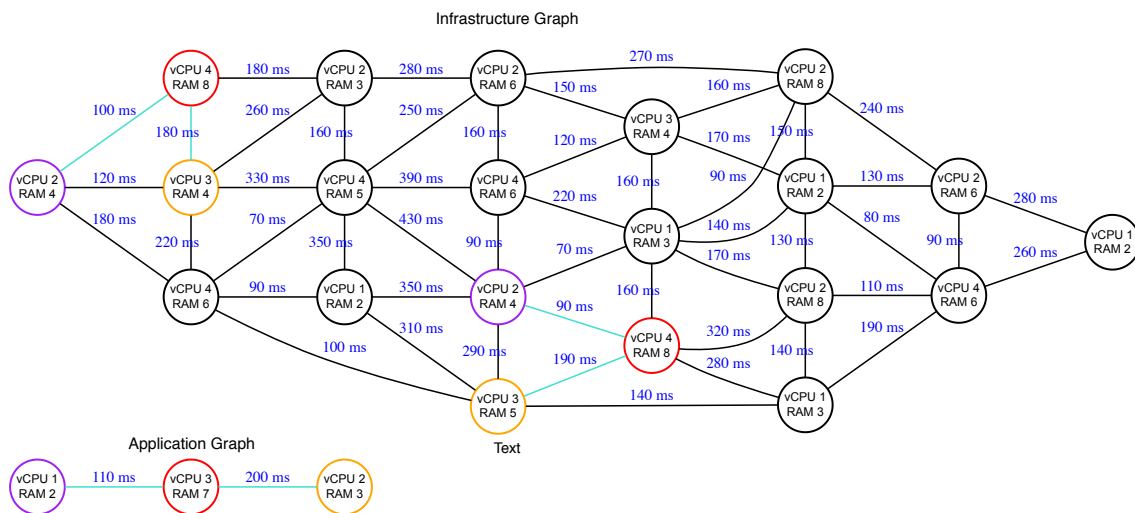 Infrastructure Graph
270 ms
vCPU 4
RAM 8
180 ms
vCPU 2
RAM 3
280 ms
vCPU 2
RAM 6
vCPU 2
RAM 8
150 ms
160 ms
100 ms
260 ms
250 ms
240 ms
vCPU 3
RAM 4
180 ms
160 ms
160 ms
120 ms
170 ms
150 ms
vCPU 2
RAM 4
120 ms
vCPU 3
RAM 4
330 ms
vCPU 4
RAM 5
390 ms
vCPU 4
RAM 6
160 ms
90 ms
vCPU 1
RAM 2
130 ms
vCPU 2
RAM 6
280 ms
180 ms
70 ms
430 ms
220 ms
140 ms
80 ms
220 ms
350 ms
90 ms
vCPU 1
RAM 3
130 ms
90 ms
vCPU 1
RAM 2
70 ms
170 ms
260 ms
vCPU 4
RAM 6
90 ms
vCPU 1
RAM 2
350 ms
vCPU 2
RAM 4
160 ms
vCPU 2
RAM 8
110 ms
vCPU 4
RAM 6
90 ms
310 ms
320 ms
190 ms
100 ms
290 ms
190 ms
vCPU 4
RAM 8
280 ms
140 ms
vCPU 3
RAM 5
140 ms
vCPU 1
RAM 3
Text
Application Graph
vCPU 1
RAM 2
110 ms
vCPU 3
RAM 7
200 ms
vCPU 2
RAM 3